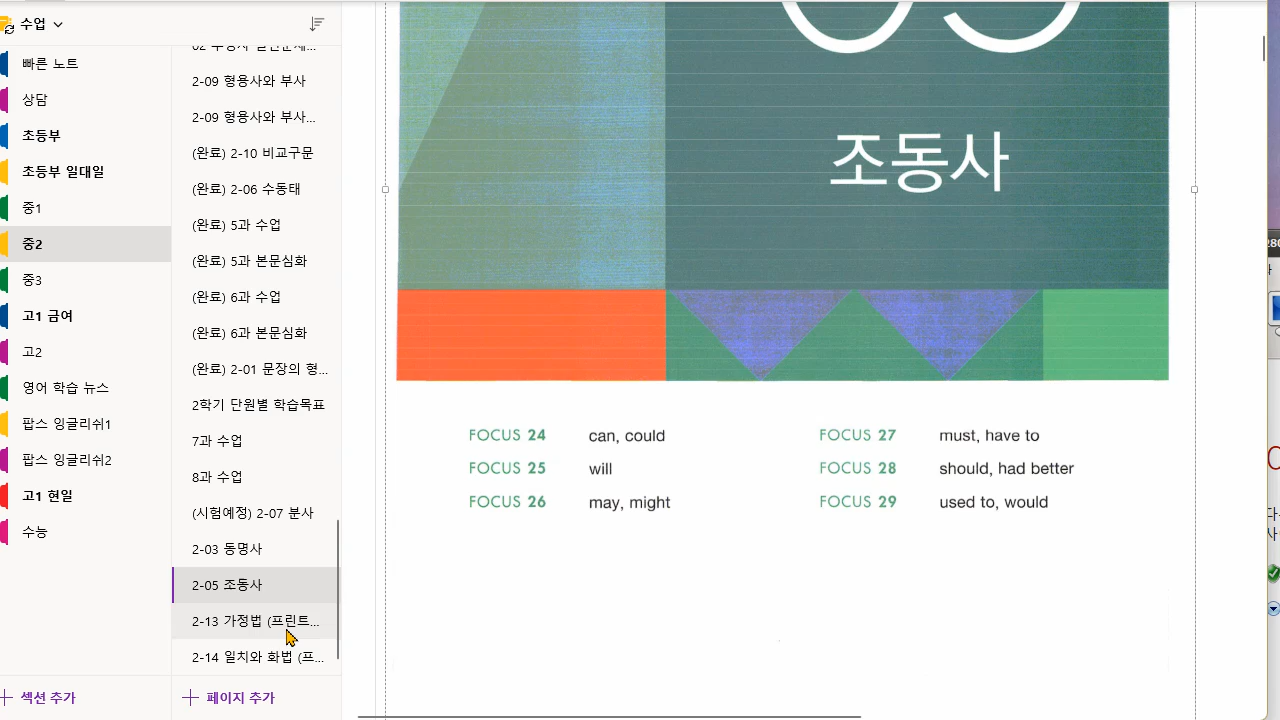 수업
빠른 노트
상담
초등부
초등부 일대일
중1
중2
중3
고1 금여
고2
영어 학습 뉴스
팝스 잉글리쉬1
팝스 잉글리쉬2
고1 현일
수능
섹션 추가
2-09 형용사와 부사
2-09 형용사와 부사...
(완료) 2-10 비교구문
(완료) 2-06 수동태
(완료) 5과 수업
(완료) 5과 본문심화
(완료) 6과 수업
(완료) 6과 본문심화
(완료) 2-01 문장의 형...
2학기 단원별 학습목표
7과 수업
8과 수업
(시험예정) 2-07 분사
2-03 동명사
2-05 조동사
2-13 가정법 (프린트...
2-14 일치와 화법 (프...
페이지 추가
조동사
FOCUS 24 can, could
FOCUS 25 will
FOCUS 26 may, might
FOCUS 27 must, have to
FOCUS 28 should, had better
FOCUS 29 used to, would